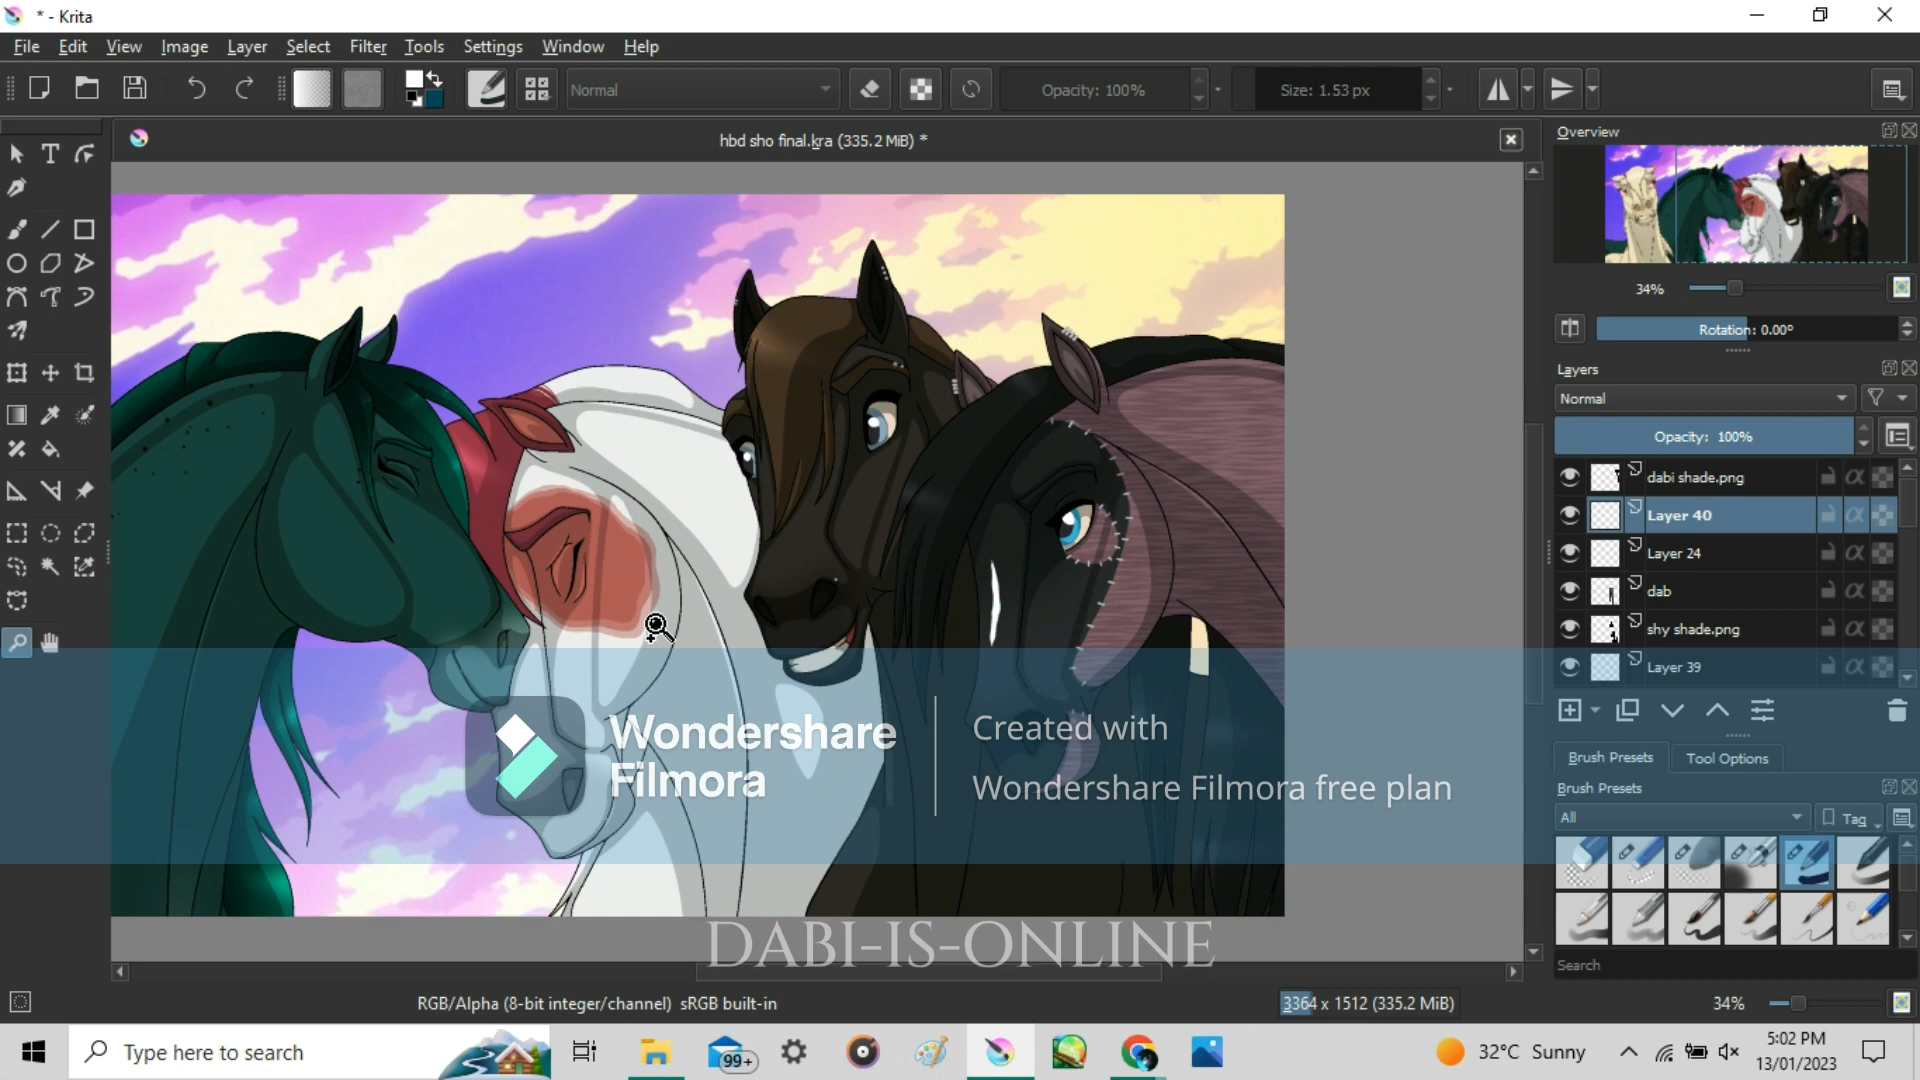 * - Krita
File Edit View Image Layer Select Filter Tools Settings Window Help
Normal
Opacity: 100%
Size: 1.53 px
hbd sho final.kra (335.2 MiB) *
Overview
34%
Rotation: 0.00°
Layers
Normal
Opacity: 100%
dabi shade.png
Layer 40
Layer 24
dab
shy shade.png
Layer 39
Wondershare
Filmora
Created with
Wondershare Filmora free plan
Brush Presets Tool Options
Brush Presets
All
Tag
Search
DABI-IS-ONLINE
RGB/Alpha (8-bit integer/channel) sRGB built-in
3364 x 1512 (335.2 MiB)
34%
Type here to search
99+
32°C Sunny
5:02 PM
13/01/2023